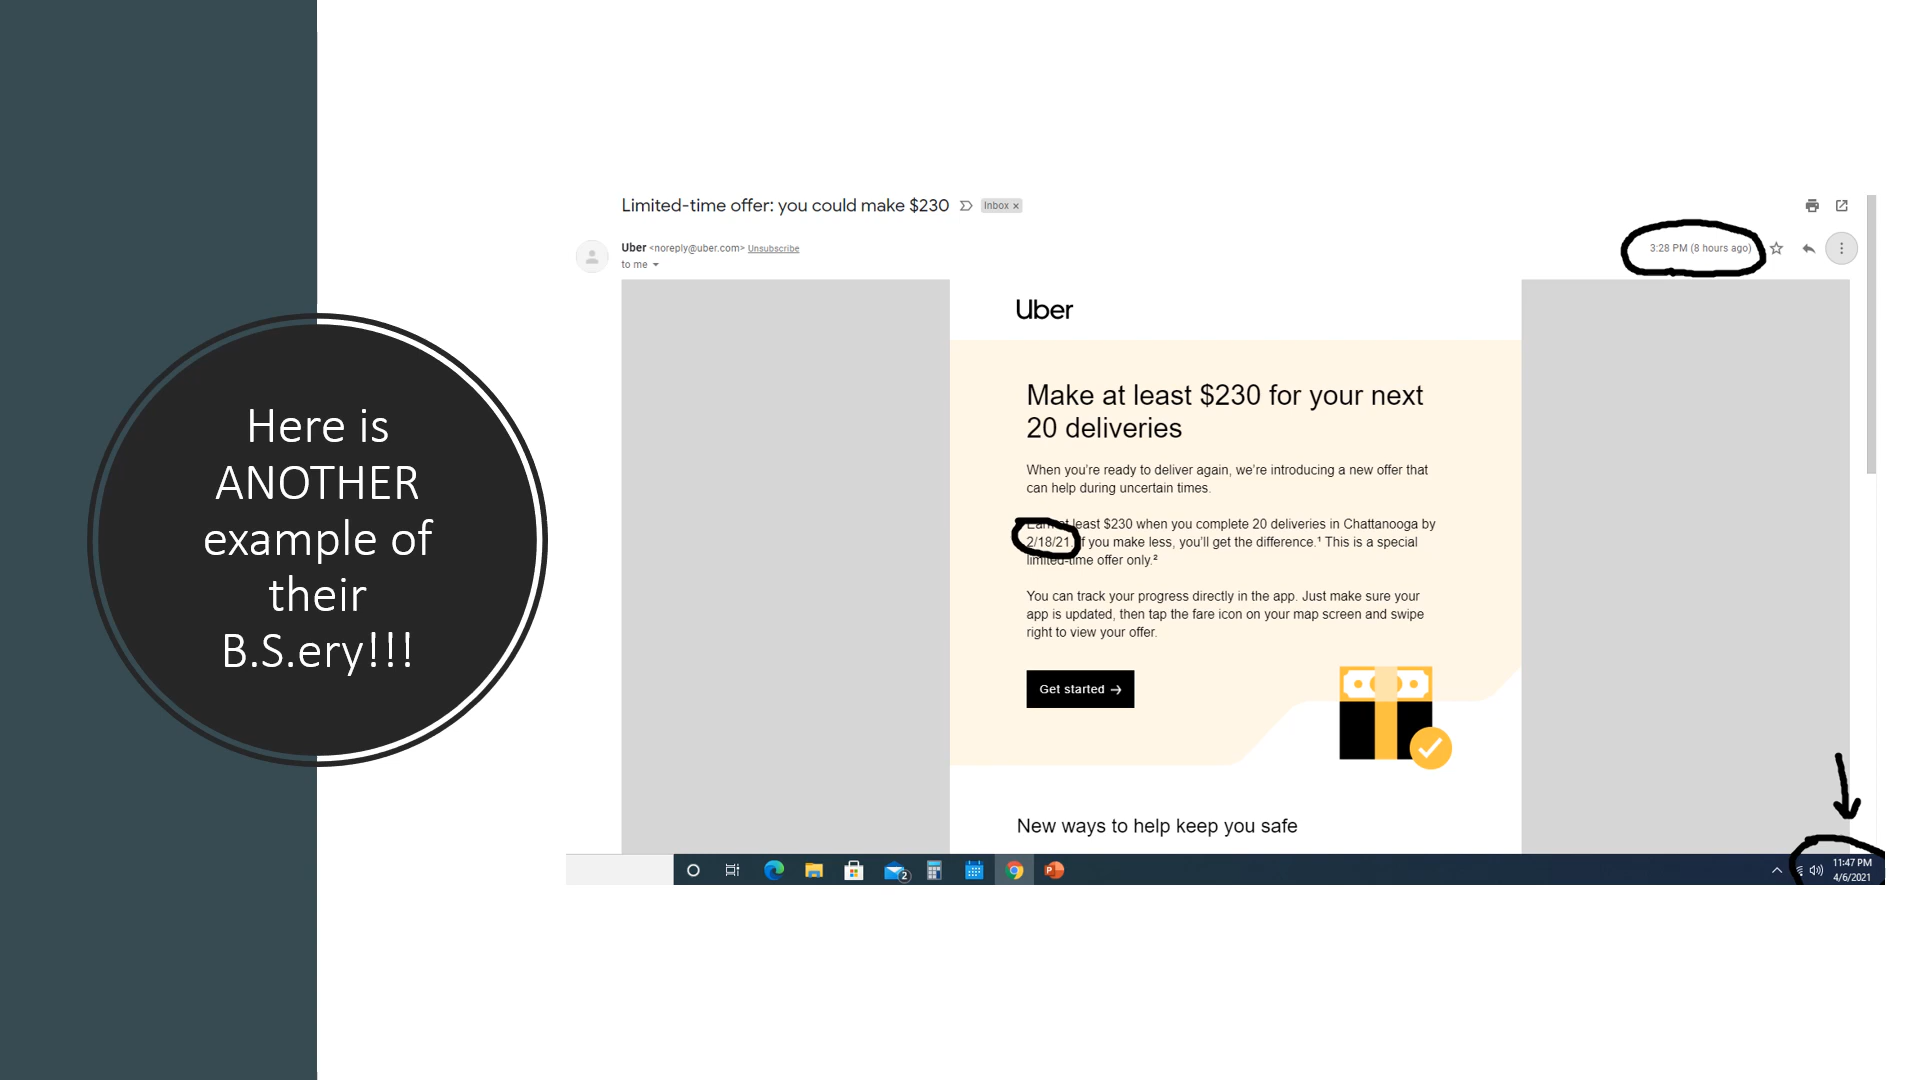 Here is
ANOTHER
example of
their
B.S.ery!!!
Limited-time offer: you could make $230 Inbox x
Uber <noreply@uber.com> Unsubscribe
3:28 PM (8 hours ago)
to me
Uber
Make at least $230 for your next
20 deliveries
When you're ready to deliver again, we're introducing a new offer that
can help during uncertain times.
Earn at least $230 when you complete 20 deliveries in Chattanooga by
2/18/21. If you make less, you'll get the difference.¹ This is a special
limited-time offer only.²
You can track your progress directly in the app. Just make sure your
app is updated, then tap the fare icon on your map screen and swipe
right to view your offer.
Get started →
New ways to help keep you safe
2
11:47 PM
4/6/2021